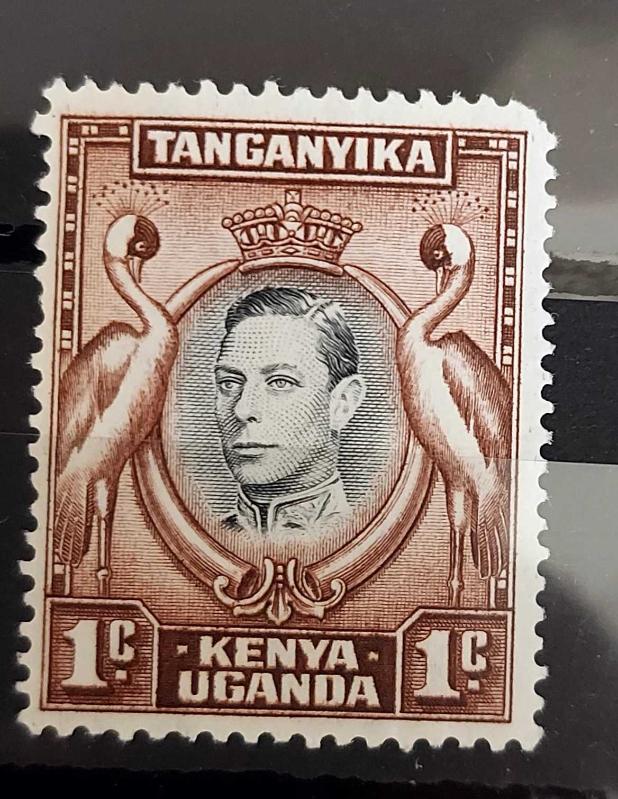 TANGANYIKA
1C.
· KENYA ·
UGANDA
1C.